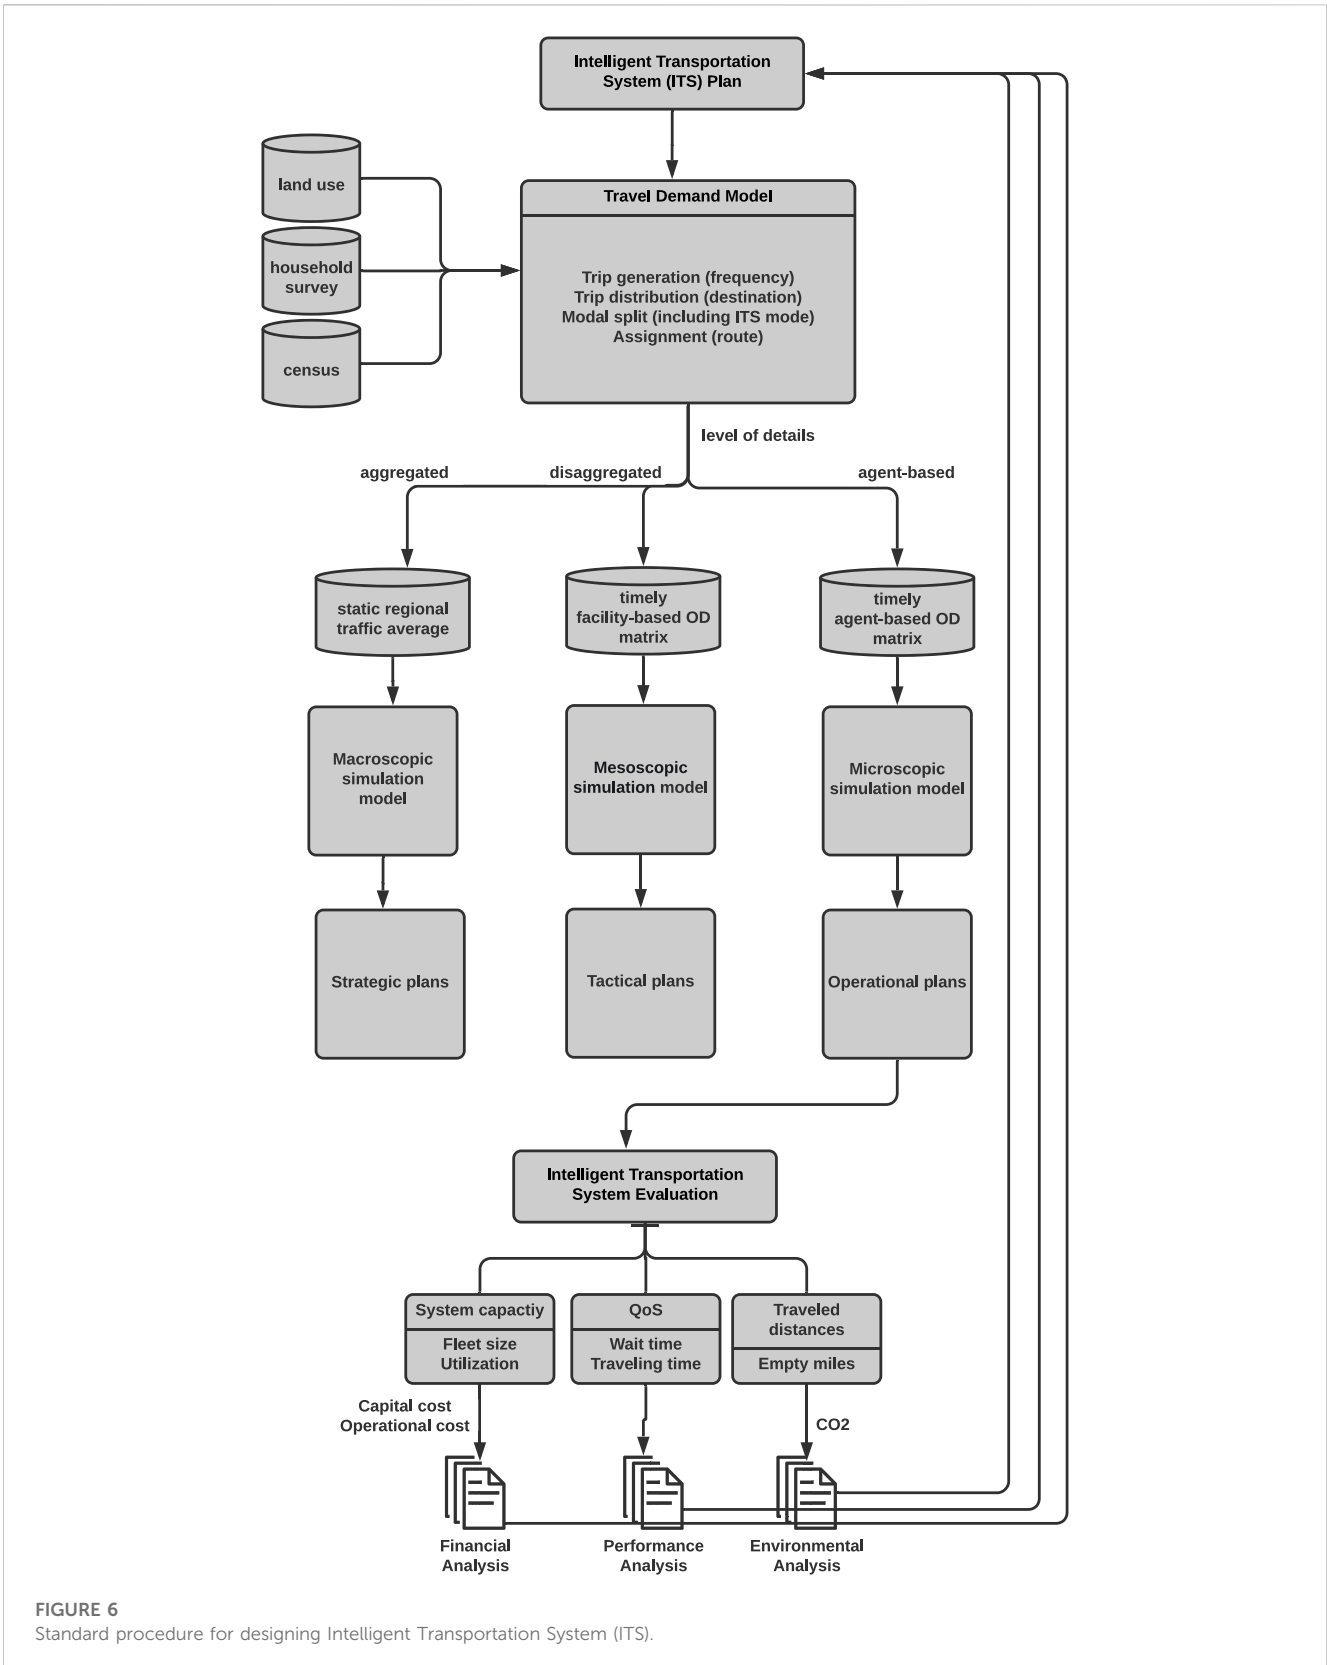 Intelligent Transportation
System (ITS) Plan
land use
household
survey
census
Travel Demand Model
Trip generation (frequency)
Trip distribution (destination)
Modal split (including ITS mode)
Assignment (route)
level of details
aggregated
disaggregated
agent-based
static regional
traffic average
timely
facility-based OD
matrix
timely
agent-based OD
matrix
Macroscopic
simulation
model
Mesoscopic
simulation model
Microscopic
simulation model
Strategic plans
Tactical plans
Operational plans
Intelligent Transportation
System Evaluation
System capactiy
Fleet size
Utilization
QoS
Wait time
Traveling time
Traveled
distances
Empty miles
Capital cost
Operational cost
CO2
Financial
Analysis
Performance
Analysis
Environmental
Analysis
FIGURE 6
Standard procedure for designing Intelligent Transportation System (ITS).